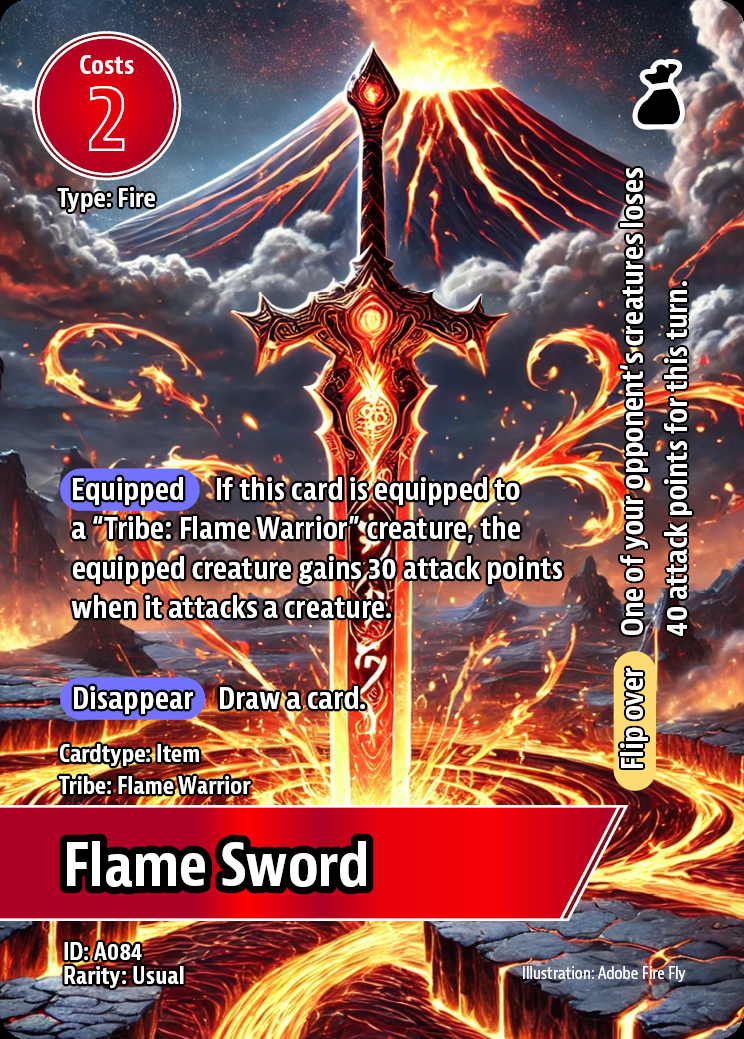 Costs
2
Type: Fire
Equipped If this card is equipped to
a “Tribe: Flame Warrior” creature, the
equipped creature gains 30 attack points
when it attacks a creature.
Disappear Draw a card.
Cardtype: Item
Tribe: Flame Warrior
Flip over One of your opponent‘s creatures loses
40 attack points for this turn.
Flame Sword
ID: A084
Rarity: Usual
Illustration: Adobe Fire Fly